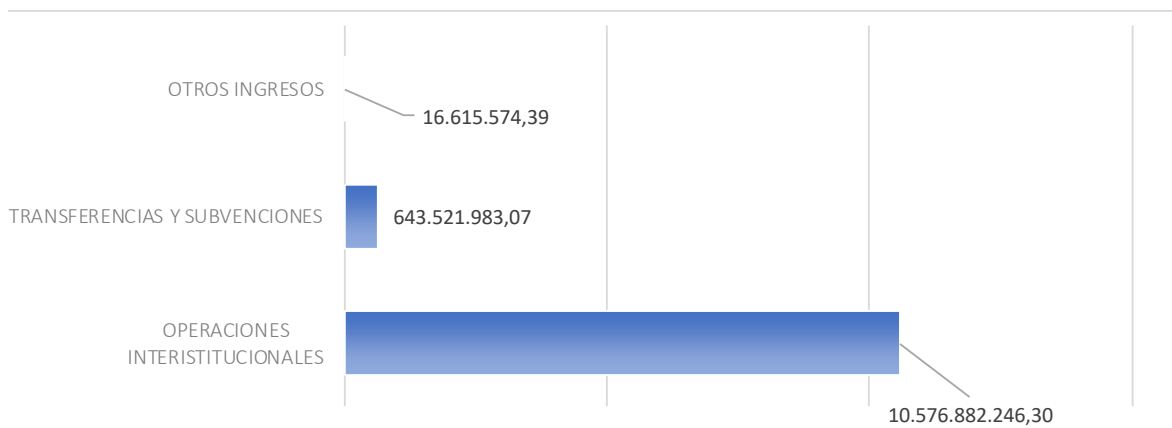 OTROS INGRESOS
16.615.574,39
TRANSFERENCIAS Y SUBVENCIONES
643.521.983,07
OPERACIONES
INTERISTITUCIONALES
10.576.882.246,30